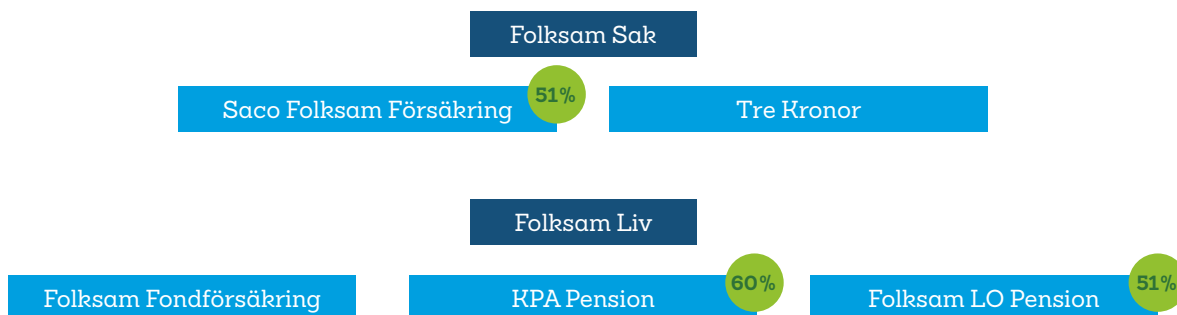 Folksam Sak
Saco Folksam Försäkring
51%
Tre Kronor
Folksam Liv
Folksam Fondförsäkring
KPA Pension
60%
Folksam LO Pension
51%